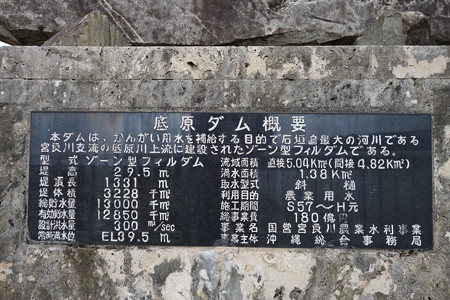 底原ダム概要
本ダムは、かんがい用水を補給する目的で石垣島最大の河川である
宮良川支流の底原川上流に建設されたゾーン型フィルダムである。
型式 ゾーン型フィルダム
堤高 29.5m
堤頂長 1331m
堤体積 3228千m³
総貯水量 13000千m³
有効貯水量 12850千m³
設計洪水量 300m³/sec
常時満水位 EL39.5m
流域面積 直接5.04Km²(間接4.82Km²)
満水面積 1.38Km²
取水型式 斜樋
利用目的 農業用水
施工期間 S57〜H元
総事業費 180億円
事業名 国営宮良川農業水利事業
事業主体 沖縄総合事務局